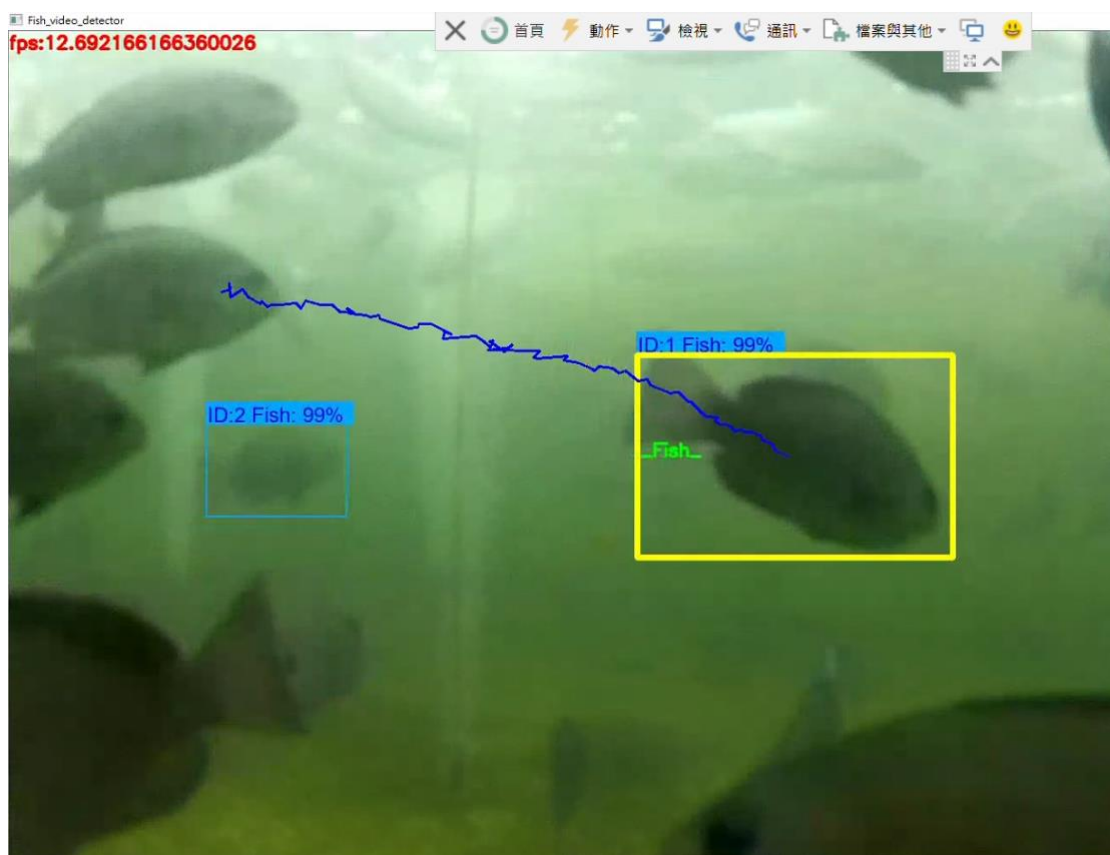 Fish_video_detector
首頁 動作 檢視 通訊 檔案與其他
fps:12.692166166360026
ID:1 Fish: 99%
ID:2 Fish: 99%
_Fish_